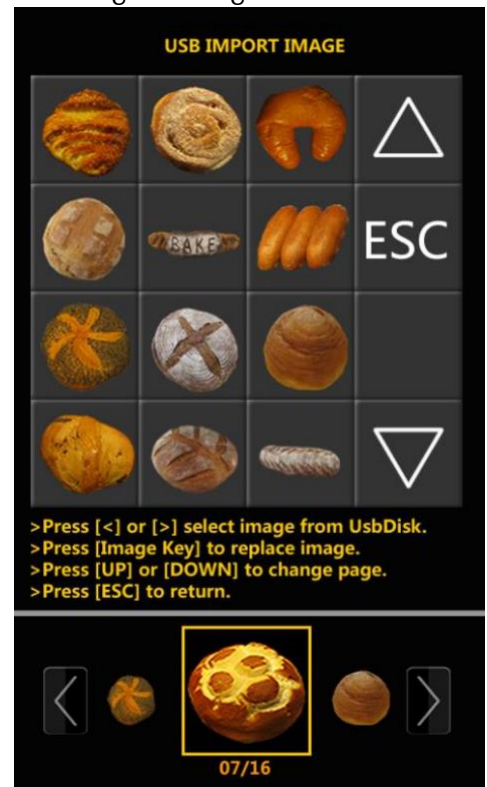 USB IMPORT IMAGE
ESC
BAKE
>Press [<] or [>] select image from UsbDisk.
>Press [Image Key] to replace image.
>Press [UP] or [DOWN] to change page.
>Press [ESC] to return.
07/16